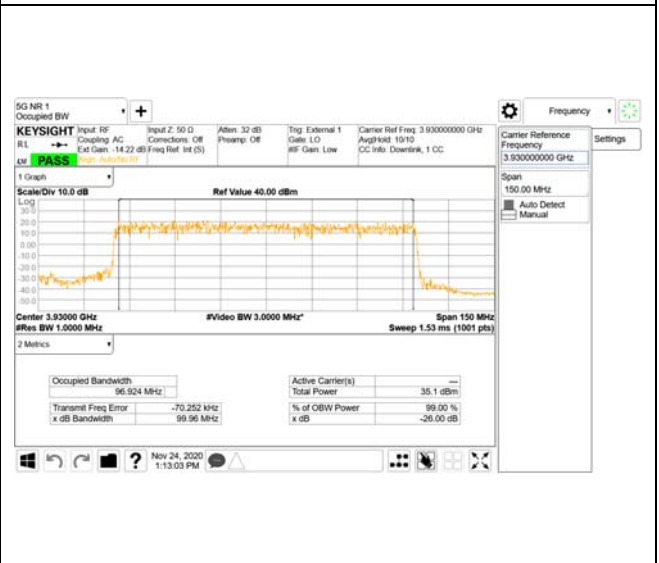 5G NR 1
Occupied BW
Frequency
KEYSIGHT
RL
PASS
Input: RF
Coupling: AC
Ext Gain: -14.22 dB
Align: Auto/No RF
Input Z: 50 Ω
Corrections: Off
Freq Ref: Int (S)
Atten: 32 dB
Preamp: Off
Trig: External 1
Gate: LO
#IF Gain: Low
Carrier Ref Freq: 3.930000000 GHz
Avg|Hold: 10/10
CC Info: Downlink, 1 CC
Carrier Reference
Frequency
3.930000000 GHz
Settings
Span
150.00 MHz
Auto Detect
Manual
1 Graph
Scale/Div 10.0 dB
Ref Value 40.00 dBm
Log
30.0
20.0
10.0
0.00
-10.0
-20.0
-30.0
-40.0
-50.0
Center 3.93000 GHz
#Video BW 3.0000 MHz*
Span 150 MHz
#Res BW 1.0000 MHz
Sweep 1.53 ms (1001 pts)
2 Metrics
Occupied Bandwidth
96.924 MHz
Active Carrier(s)
---
Total Power
35.1 dBm
Transmit Freq Error
-70.252 kHz
% of OBW Power
99.00 %
x dB Bandwidth
99.96 MHz
x dB
-26.00 dB
Nov 24, 2020
1:13:03 PM